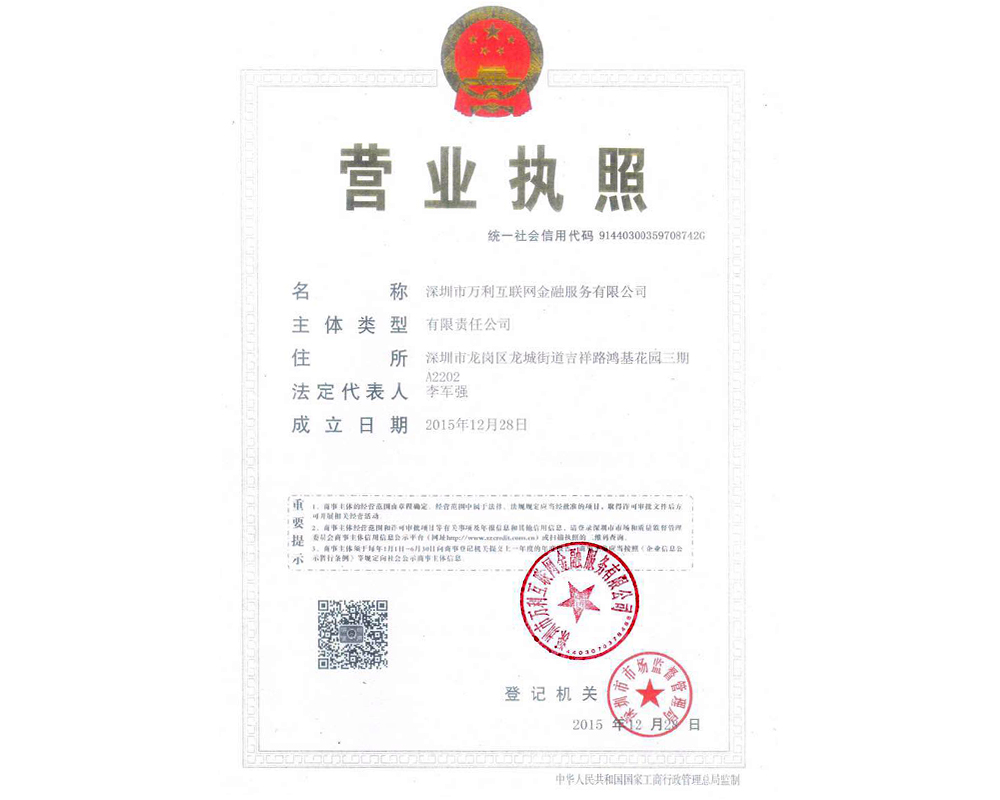 营业执照
统一社会信用代码 91440300359708742G
名称 深圳市万利互联网金融服务有限公司
主体类型 有限责任公司
住所 深圳市龙岗区龙城街道吉祥路鸿基花园三期
A2202
法定代表人 李军强
成立日期 2015年12月28日
重要提示
1、商事主体的经营范围由章程确定。经营范围中属于法律、法规规定应当经批准的项目，取得许可审批文件后方
可开展相关经营活动。
2、商事主体经营范围和许可审批项目等有关事项及年报信息和其他信用信息，请登录深圳市市场和质量监督管理
委员会商事主体信用信息公示平台（网址http://www.szcredit.com.cn）或扫描执照的二维码查询。
3、商事主体须于每年1月1日-6月30日向商事登记机关提交上一年度的年度报告。商事主体应当按照《企业信息公
示暂行条例》等规定向社会公示商事主体信息。
深圳市万利互联网金融服务有限公司
登记机关
深圳市市场监督管理局
2015 年 12 月 28 日
中华人民共和国国家工商行政管理总局监制